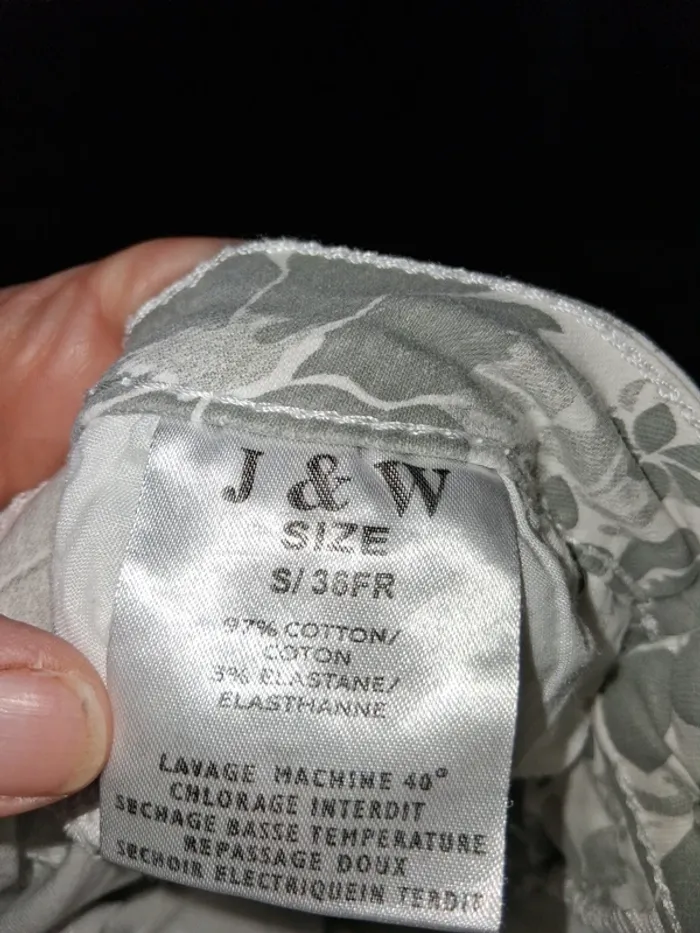 J & W
SIZE
S/36FR
97% COTTON/
COTON
3% ELASTANE/
ELASTHANNE
LAVAGE MACHINE 40°
CHLORAGE INTERDIT
SECHAGE BASSE TEMPERATURE
REPASSAGE DOUX
SECHOIR ELECTRIQUEIN TERDIT